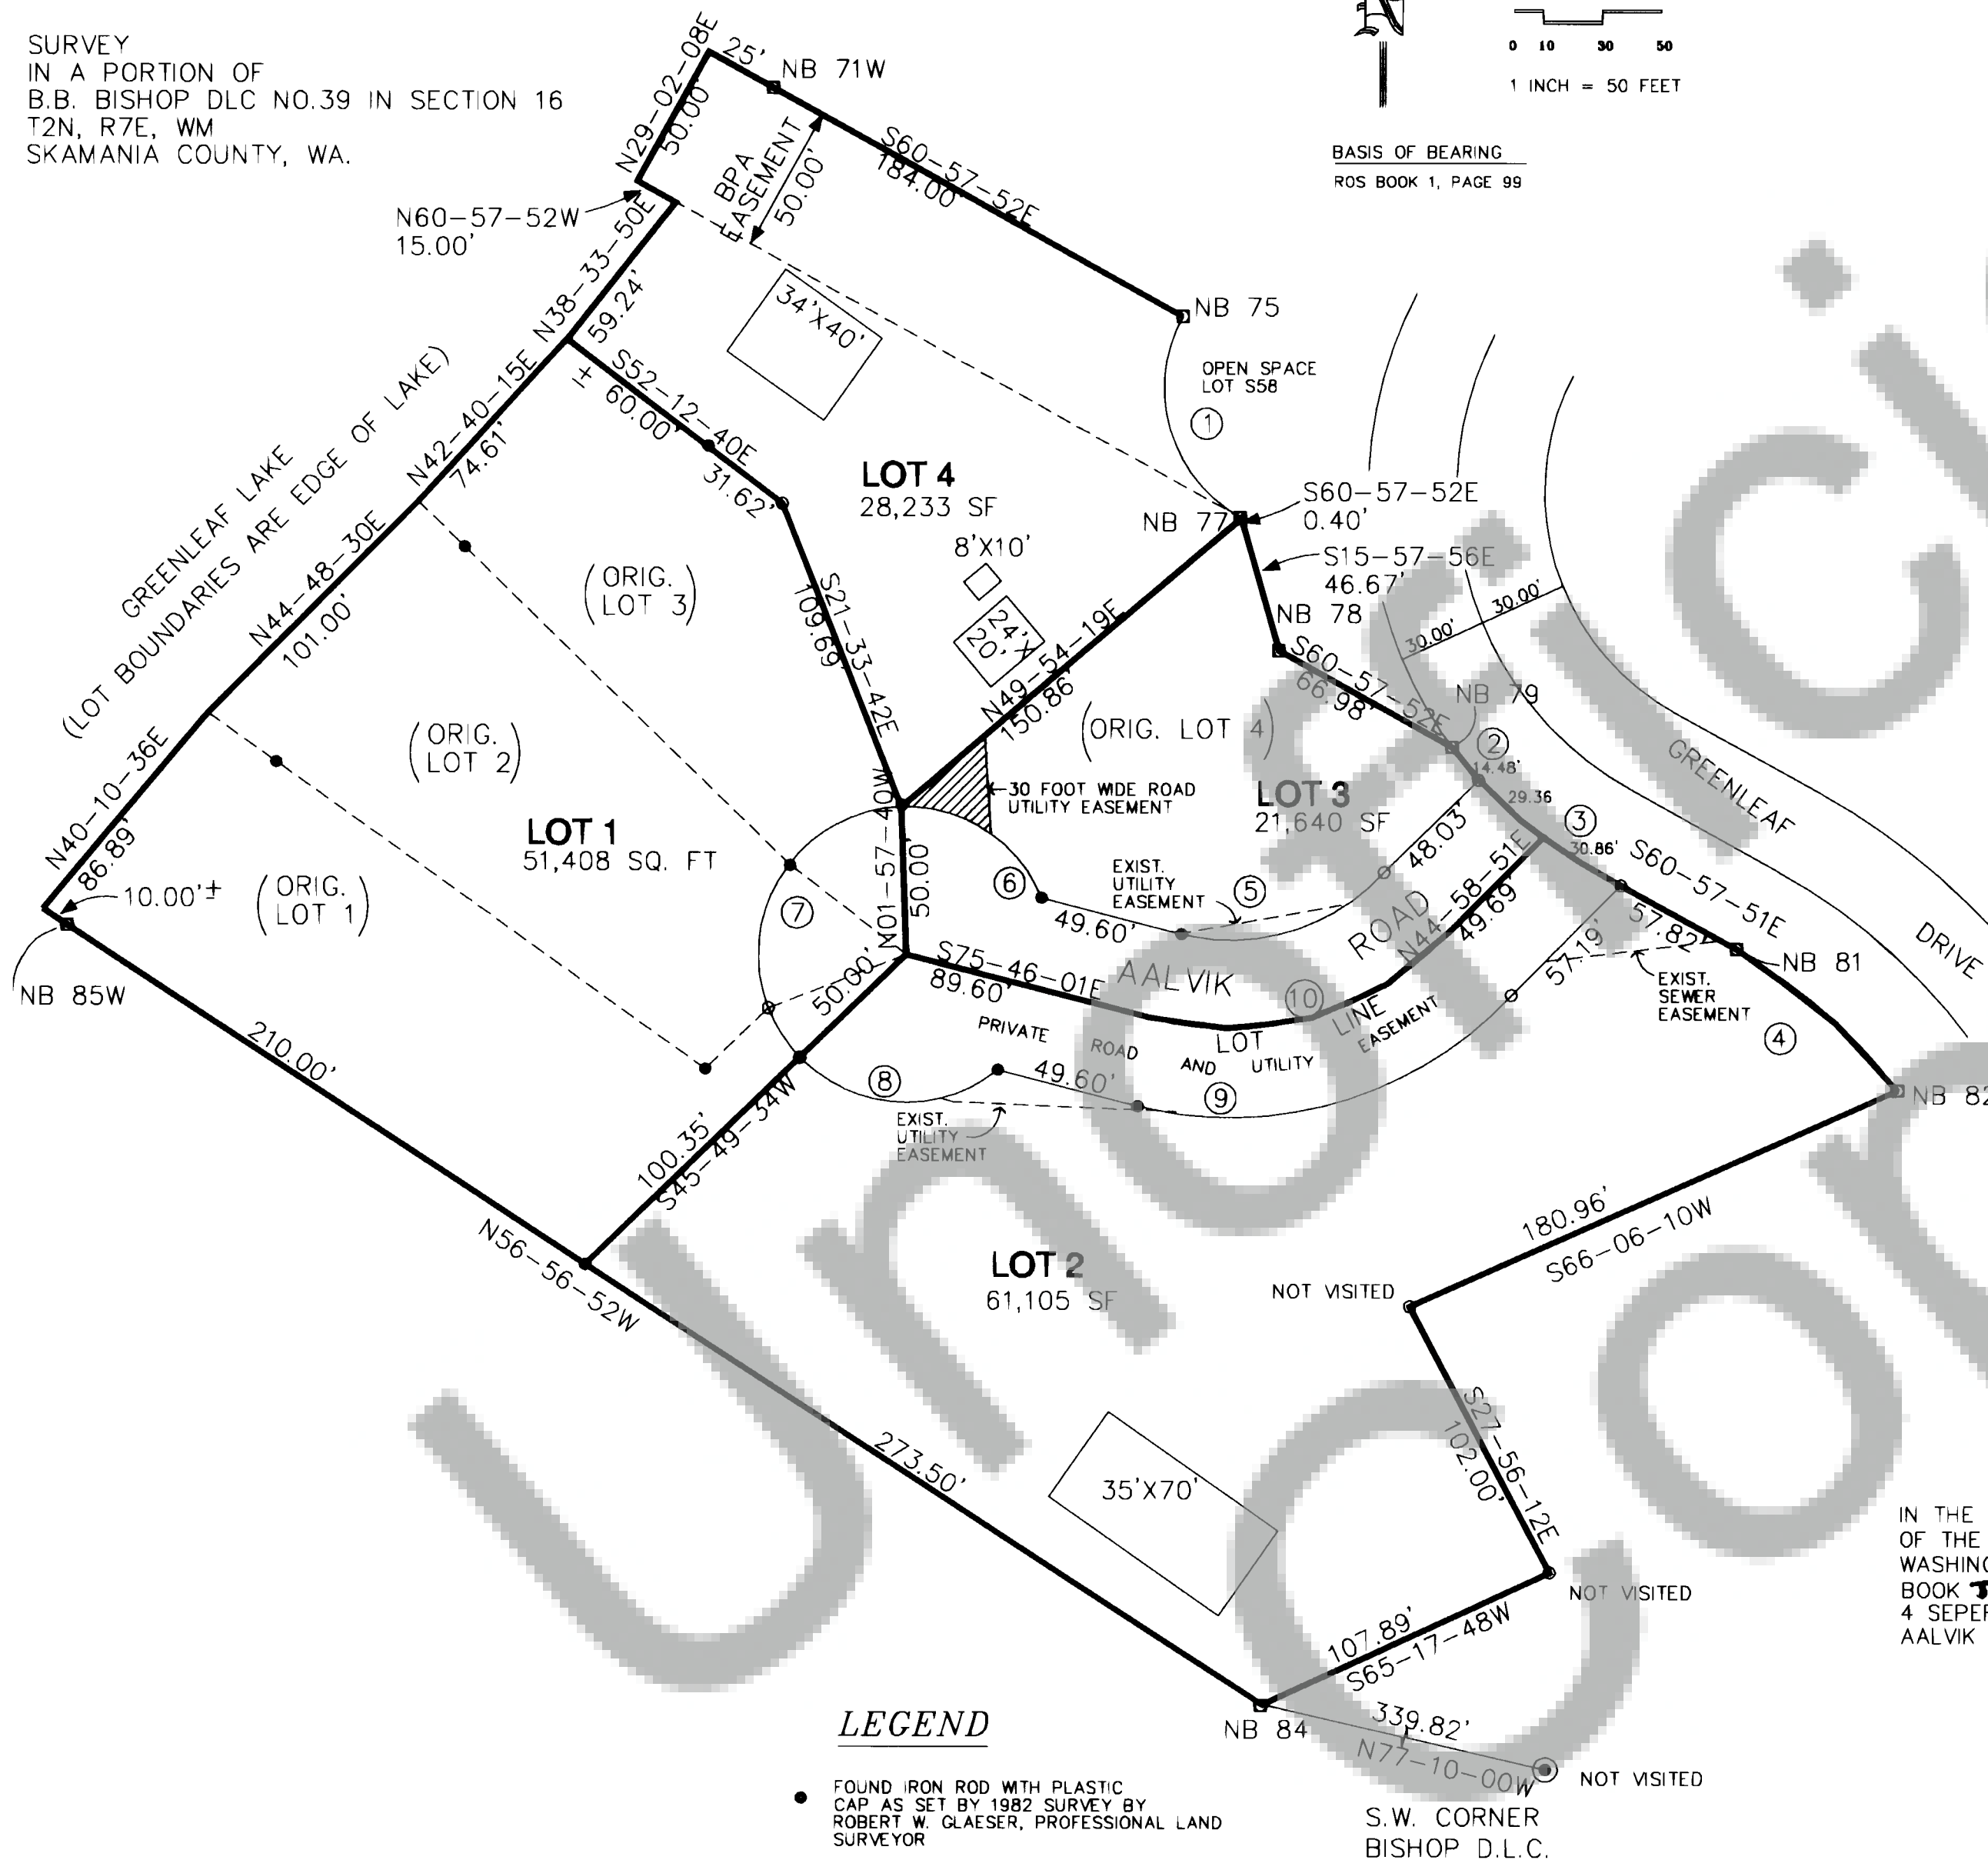 SURVEY
IN A PORTION OF
B.B. BISHOP DLC NO.39 IN SECTION 16
T2N, R7E, WM
SKAMANIA COUNTY, WA.
0 10 30 50
1 INCH = 50 FEET
BASIS OF BEARING
ROS BOOK 1, PAGE 99
N29-02-08E
50.00'
25'
NB 71W
BPA
EASEMENT
50.00'
S60-57-52E
184.00'
N60-57-52W
15.00'
N38-33-50E
59.24'
NB 75
OPEN SPACE
LOT S58
1
34'X40'
S52-12-40E
60.00'
±
31.62'
N42-40-15E
74.61'
GREENLEAF LAKE
(LOT BOUNDARIES ARE EDGE OF LAKE)
LOT 4
28,233 SF
8'X10'
24'X
20'
NB 77
S60-57-52E
0.40'
S15-57-56E
46.67'
NB 78
30.00'
30.00'
N44-48-30E
101.00'
(ORIG.
LOT 3)
S21-33-42E
109.69'
N49-54-19E
150.86'
S60-57-52E
66.98'
NB 79
2
14.48'
29.36
3
30.86'
GREENLEAF
DRIVE
(ORIG. LOT 4)
(ORIG.
LOT 2)
N40-10-36E
86.89'
30 FOOT WIDE ROAD
UTILITY EASEMENT
LOT 3
21,640 SF
LOT 1
51,408 SQ. FT
N01-57-40W
50.00'
10.00'±
(ORIG.
LOT 1)
7
6
EXIST.
UTILITY
EASEMENT
5
48.03'
S60-57-51E
57.82'
49.60'
ROAD
N44-58-51E
49.69'
57.19'
NB 81
NB 85W
50.00'
S75-46-01E
89.60'
AALVIK
10
LOT
LINE
EXIST.
SEWER
EASEMENT
PRIVATE
ROAD
AND
UTILITY
EASEMENT
4
210.00'
8
49.60'
9
NB 82
EXIST.
UTILITY
EASEMENT
100.35'
S45-49-34W
180.96'
S66-06-10W
N56-56-52W
LOT 2
61,105 SF
NOT VISITED
S27-56-12E
102.00'
273.50'
35'X70'
NOT VISITED
107.89'
S65-17-48W
IN THE
OF THE
BOOK
AALVIK
NB 84
339.82'
N77-10-00W
NOT VISITED
S.W. CORNER
BISHOP D.L.C.
LEGEND
FOUND IRON ROD WITH PLASTIC
CAP AS SET BY 1982 SURVEY BY
ROBERT W. GLAESER, PROFESSIONAL LAND
SURVEYOR